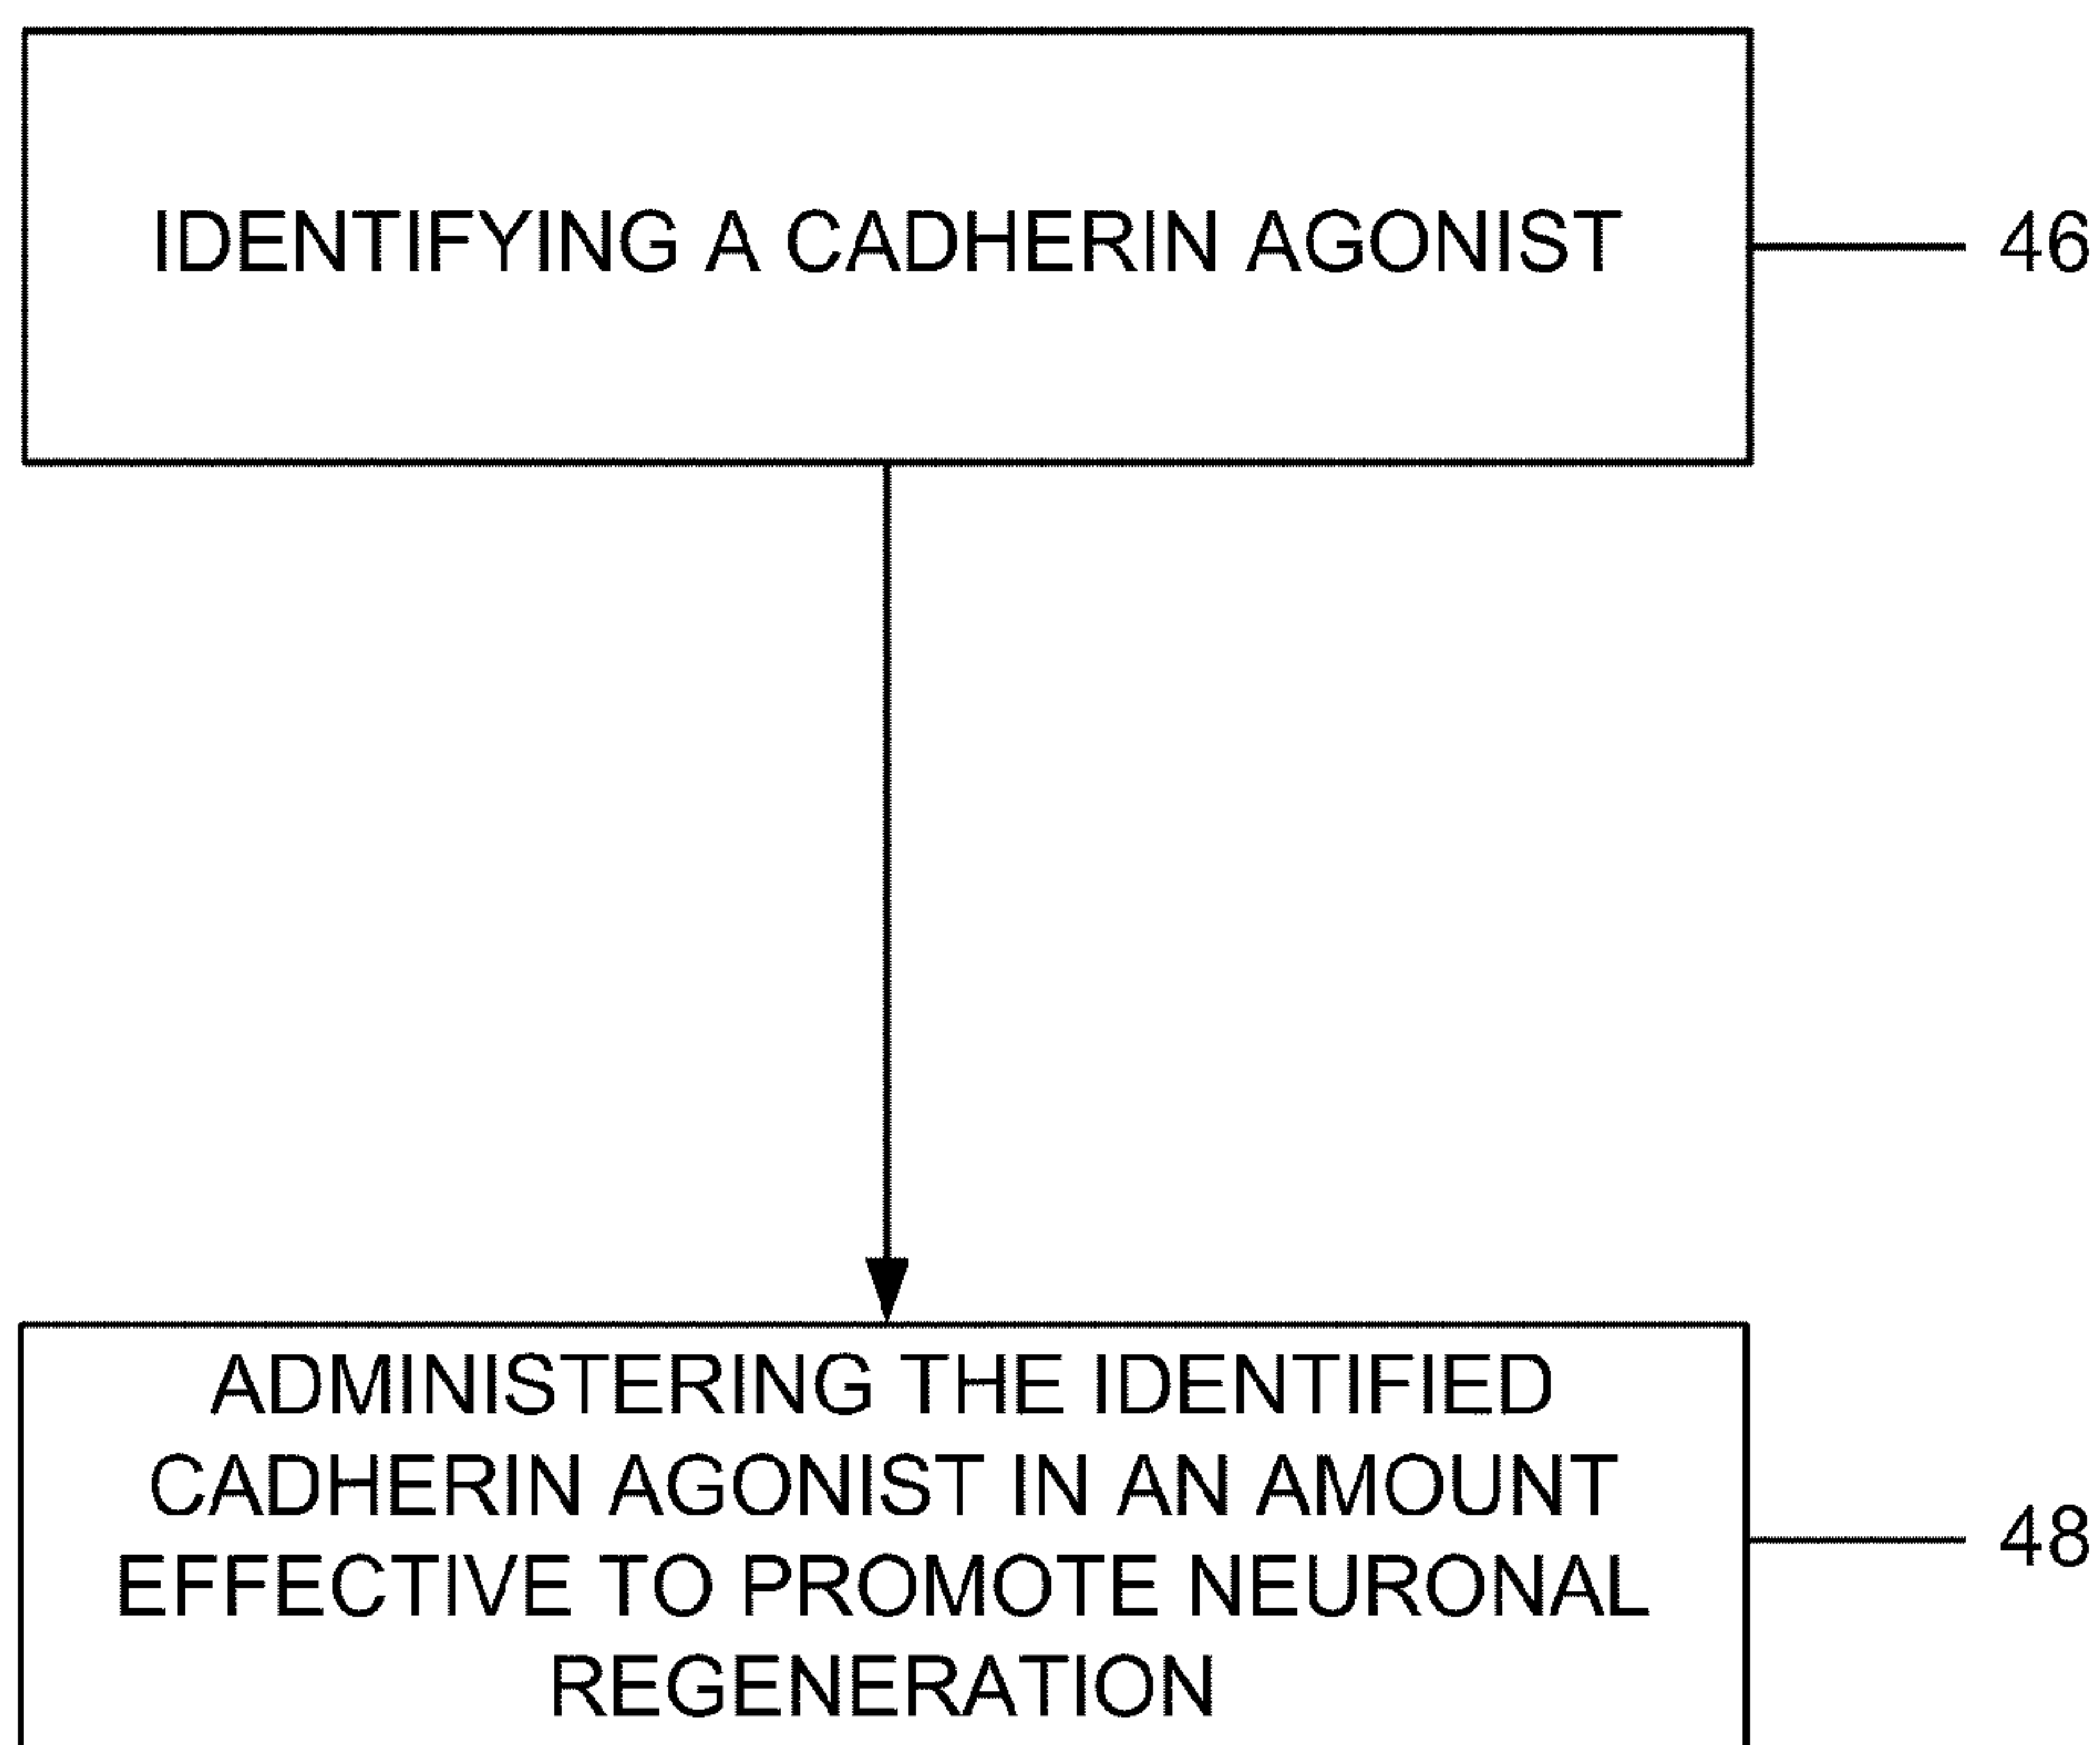 IDENTIFYING A CADHERIN AGONIST
46
ADMINISTERING THE IDENTIFIED
CADHERIN AGONIST IN AN AMOUNT
EFFECTIVE TO PROMOTE NEURONAL
REGENERATION
48